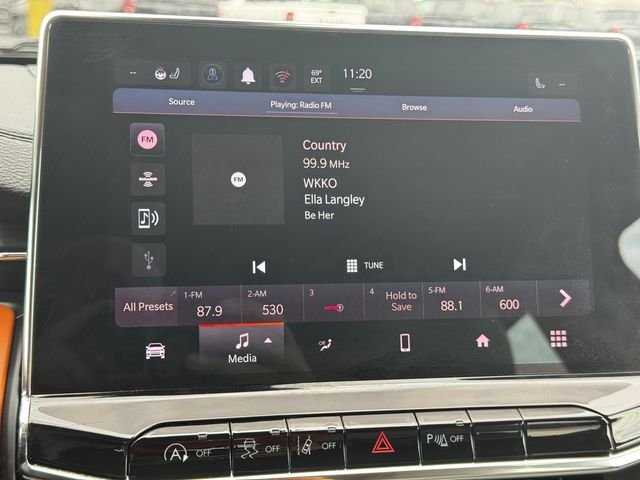 -- 69° EXT 11:20 --
Source Playing: Radio FM Browse Audio
FM
SiriusXM
FM
Country
99.9 MHz
WKKO
Ella Langley
Be Her
TUNE
All Presets
1-FM 87.9
2-AM 530
3
4 Hold to Save
5-FM 88.1
6-AM 600
Media
OFF
A OFF
OFF
OFF
P OFF